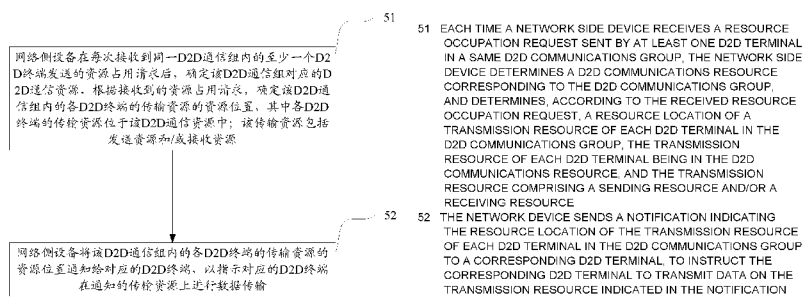 51
网络侧设备在每次接收到同一D2D通信组内的至少一个D2
D终端发送的资源占用请求后，确定该D2D通信组对应的D
2D通信资源，根据接收到的资源占用请求，确定该D2D通
信组内的各D2D终端的传输资源的资源位置，其中各D2D
终端的传输资源位于该D2D通信资源中；该传输资源包括
发送资源和/或接收资源
52
网络侧设备将该D2D通信组内的各D2D终端的传输资源的
资源位置通知给对应的D2D终端，以指示对应的D2D终端
在通知的传输资源上进行数据传输
51 EACH TIME A NETWORK SIDE DEVICE RECEIVES A RESOURCE
OCCUPATION REQUEST SENT BY AT LEAST ONE D2D TERMINAL
IN A SAME D2D COMMUNICATIONS GROUP, THE NETWORK SIDE
DEVICE DETERMINES A D2D COMMUNICATIONS RESOURCE
CORRESPONDING TO THE D2D COMMUNICATIONS GROUP,
AND DETERMINES, ACCORDING TO THE RECEIVED RESOURCE
OCCUPATION REQUEST, A RESOURCE LOCATION OF A
TRANSMISSION RESOURCE OF EACH D2D TERMINAL IN THE
D2D COMMUNICATIONS GROUP, THE TRANSMISSION
RESOURCE OF EACH D2D TERMINAL BEING IN THE D2D
COMMUNICATIONS RESOURCE, AND THE TRANSMISSION
RESOURCE COMPRISING A SENDING RESOURCE AND/OR A
RECEIVING RESOURCE
52 THE NETWORK DEVICE SENDS A NOTIFICATION INDICATING
THE RESOURCE LOCATION OF THE TRANSMISSION RESOURCE
OF EACH D2D TERMINAL IN THE D2D COMMUNICATIONS GROUP
TO A CORRESPONDING D2D TERMINAL, TO INSTRUCT THE
CORRESPONDING D2D TERMINAL TO TRANSMIT DATA ON THE
TRANSMISSION RESOURCE INDICATED IN THE NOTIFICATION